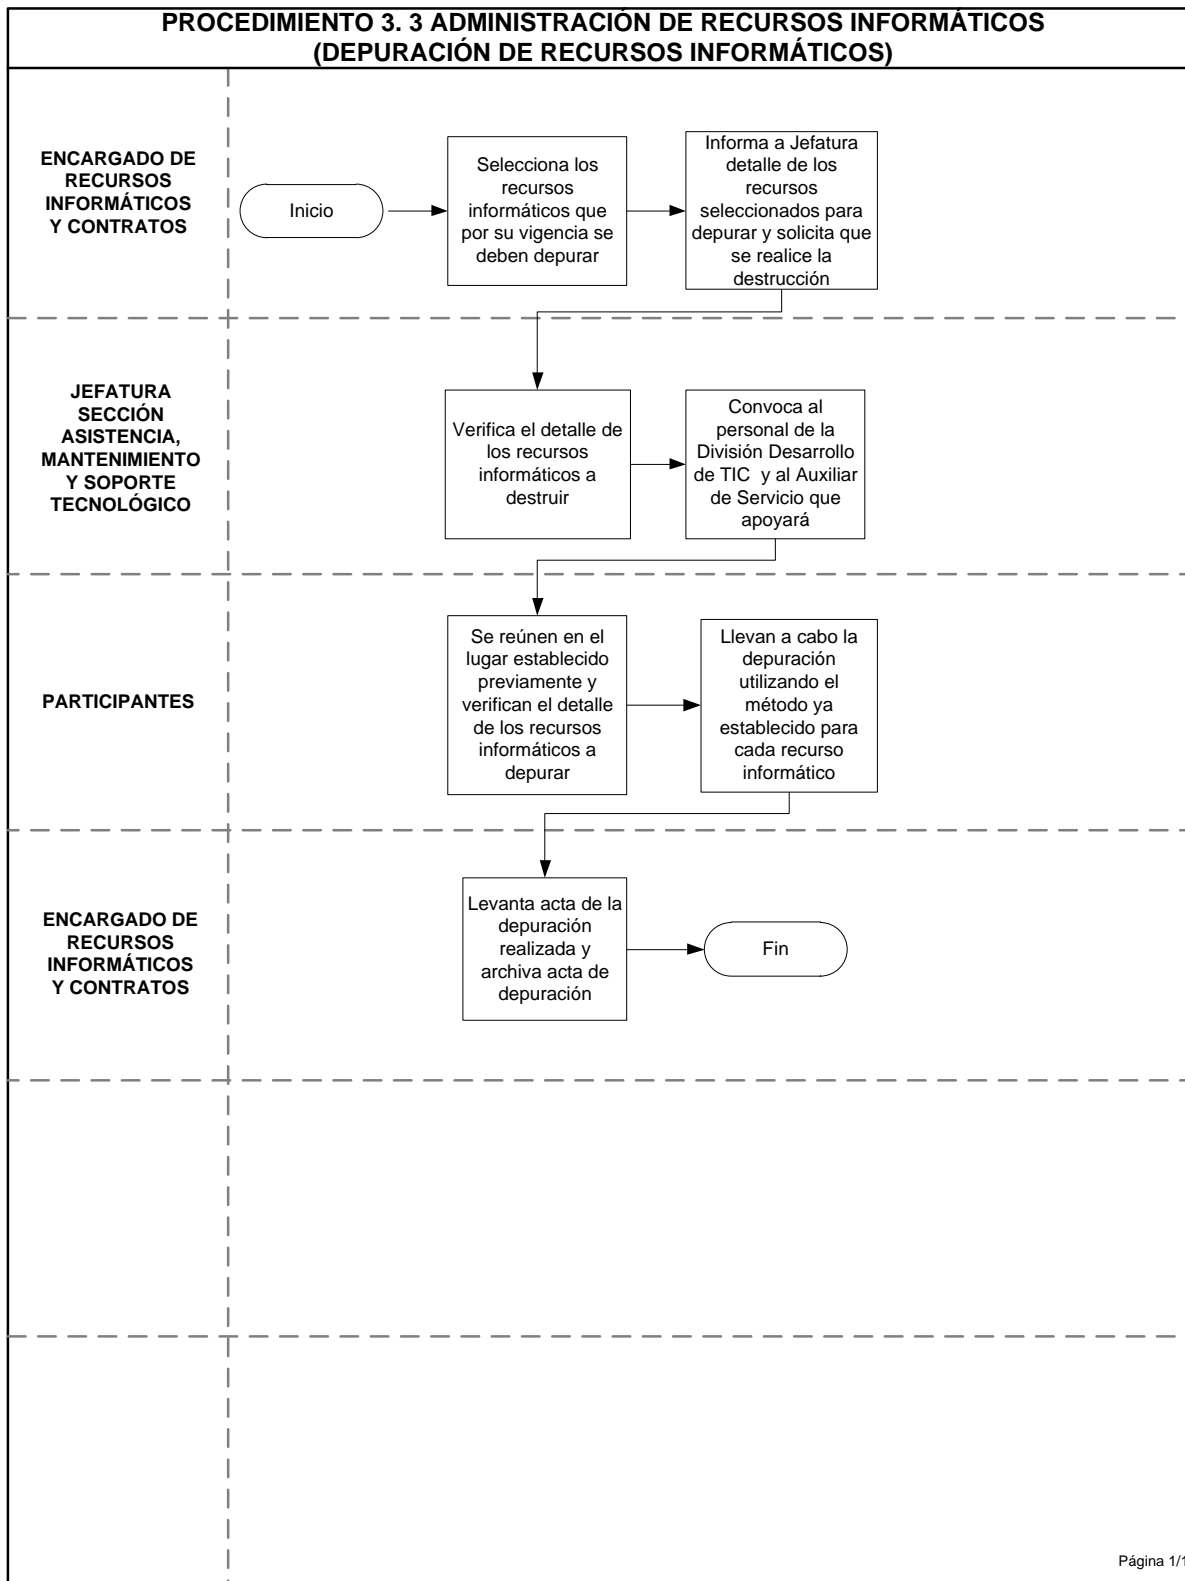 PROCEDIMIENTO 3. 3 ADMINISTRACIÓN DE RECURSOS INFORMÁTICOS
(DEPURACIÓN DE RECURSOS INFORMÁTICOS)
ENCARGADO DE
RECURSOS
INFORMÁTICOS
Y CONTRATOS
Inicio
Selecciona los
recursos
informáticos que
por su vigencia se
deben depurar
Informa a Jefatura
detalle de los
recursos
seleccionados para
depurar y solicita que
se realice la
destrucción
JEFATURA
SECCIÓN
ASISTENCIA,
MANTENIMIENTO
Y SOPORTE
TECNOLÓGICO
Verifica el detalle de
los recursos
informáticos a
destruir
Convoca al
personal de la
División Desarrollo
de TIC y al Auxiliar
de Servicio que
apoyará
PARTICIPANTES
Se reúnen en el
lugar establecido
previamente y
verifican el detalle
de los recursos
informáticos a
depurar
Llevan a cabo la
depuración
utilizando el
método ya
establecido para
cada recurso
informático
ENCARGADO DE
RECURSOS
INFORMÁTICOS
Y CONTRATOS
Levanta acta de la
depuración
realizada y
archiva acta de
depuración
Fin
Página 1/1